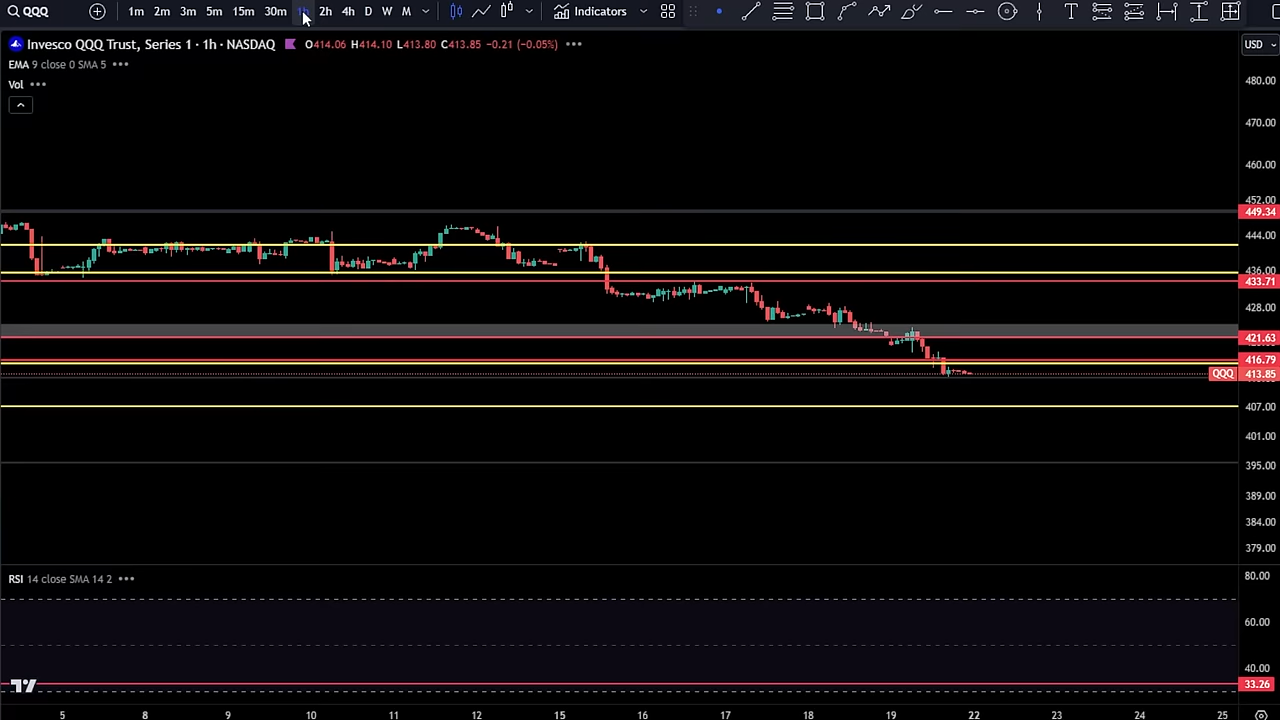 QQQ 1m 2m 3m 5m 15m 30m 1h 2h 4h D W M Indicators
Invesco QQQ Trust, Series 1 · 1h · NASDAQ O414.06 H414.10 L413.80 C413.85 −0.21 (−0.05%)
USD
EMA 9 close 0 SMA 5
Vol
480.00
470.00
460.00
452.00
449.34
444.00
436.00
433.71
428.00
421.63
416.79
QQQ 413.85
407.00
401.00
395.00
389.00
384.00
379.00
RSI 14 close SMA 14 2
80.00
60.00
40.00
33.26
5 8 9 10 11 12 15 16 17 18 19 22 23 24 25